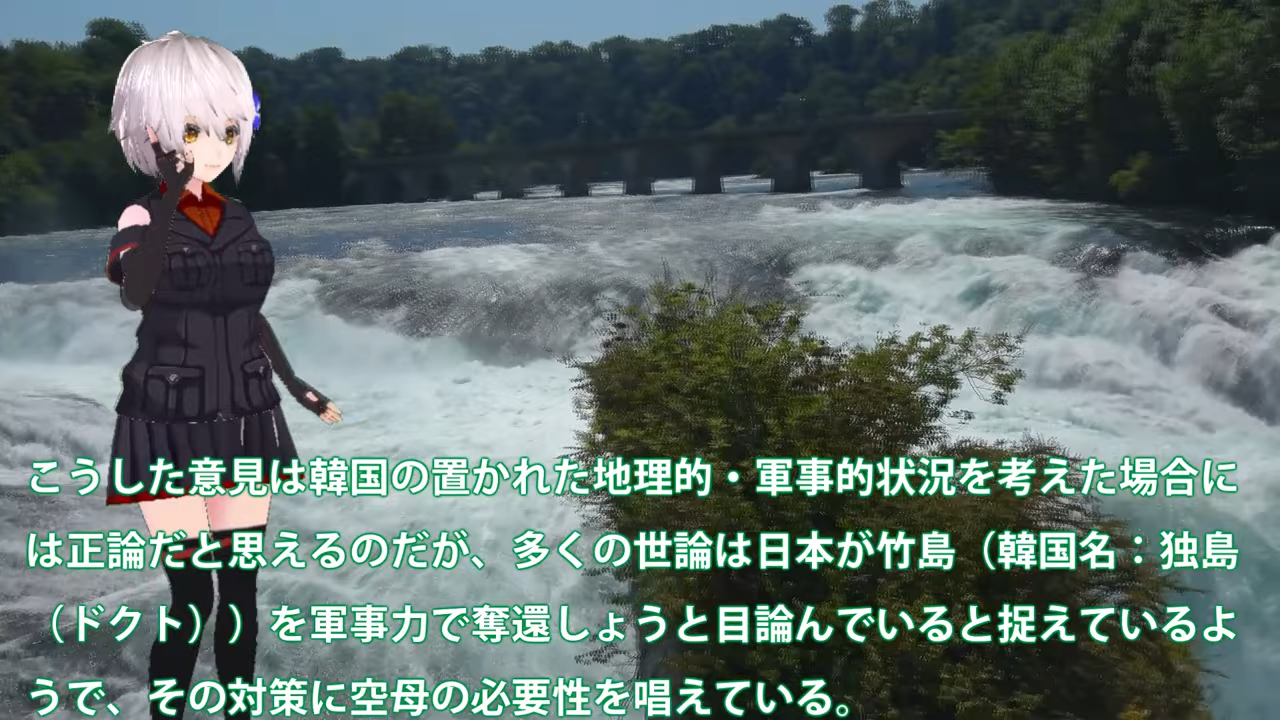 こうした意見は韓国の置かれた地理的・軍事的状況を考えた場合に
は正論だと思えるのだが、多くの世論は日本が竹島（韓国名：独島
（ドクト））を軍事力で奪還しょうと目論んでいると捉えているよ
うで、その対策に空母の必要性を唱えている。